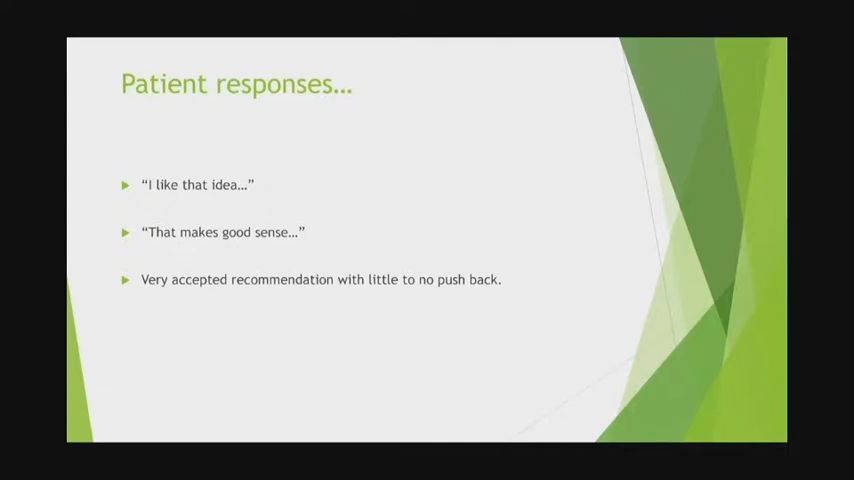 Patient responses…
“I like that idea…”
“That makes good sense…”
Very accepted recommendation with little to no push back.